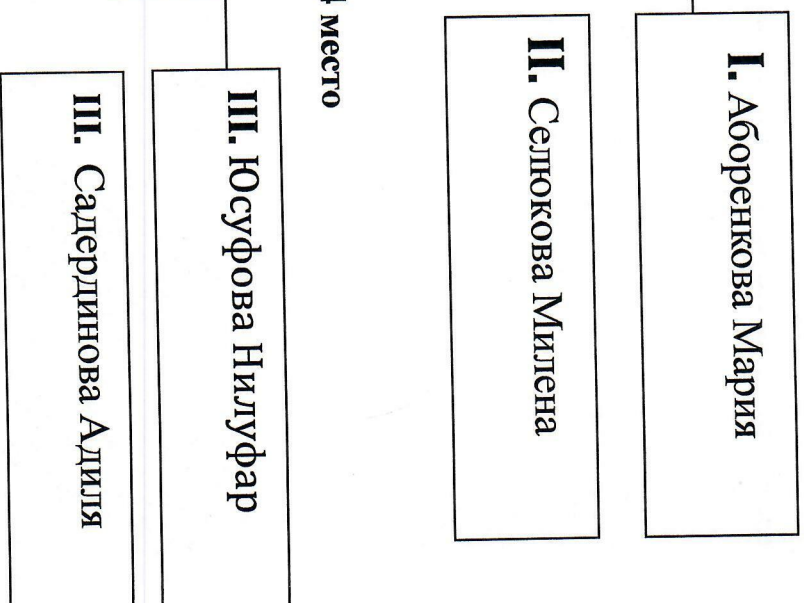 I. Аборенкова Мария
II. Селюкова Милена
место
III. Юсуфова Нилуфар
III. Садердинова Адиля